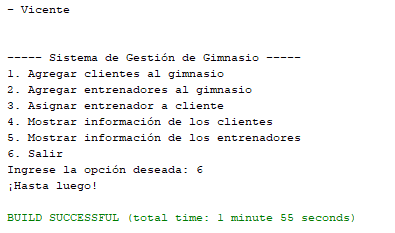 - Vicente
----- Sistema de Gestión de Gimnasio -----
1. Agregar clientes al gimnasio
2. Agregar entrenadores al gimnasio
3. Asignar entrenador a cliente
4. Mostrar información de los clientes
5. Mostrar información de los entrenadores
6. Salir
Ingrese la opción deseada: 6
¡Hasta luego!
BUILD SUCCESSFUL (total time: 1 minute 55 seconds)